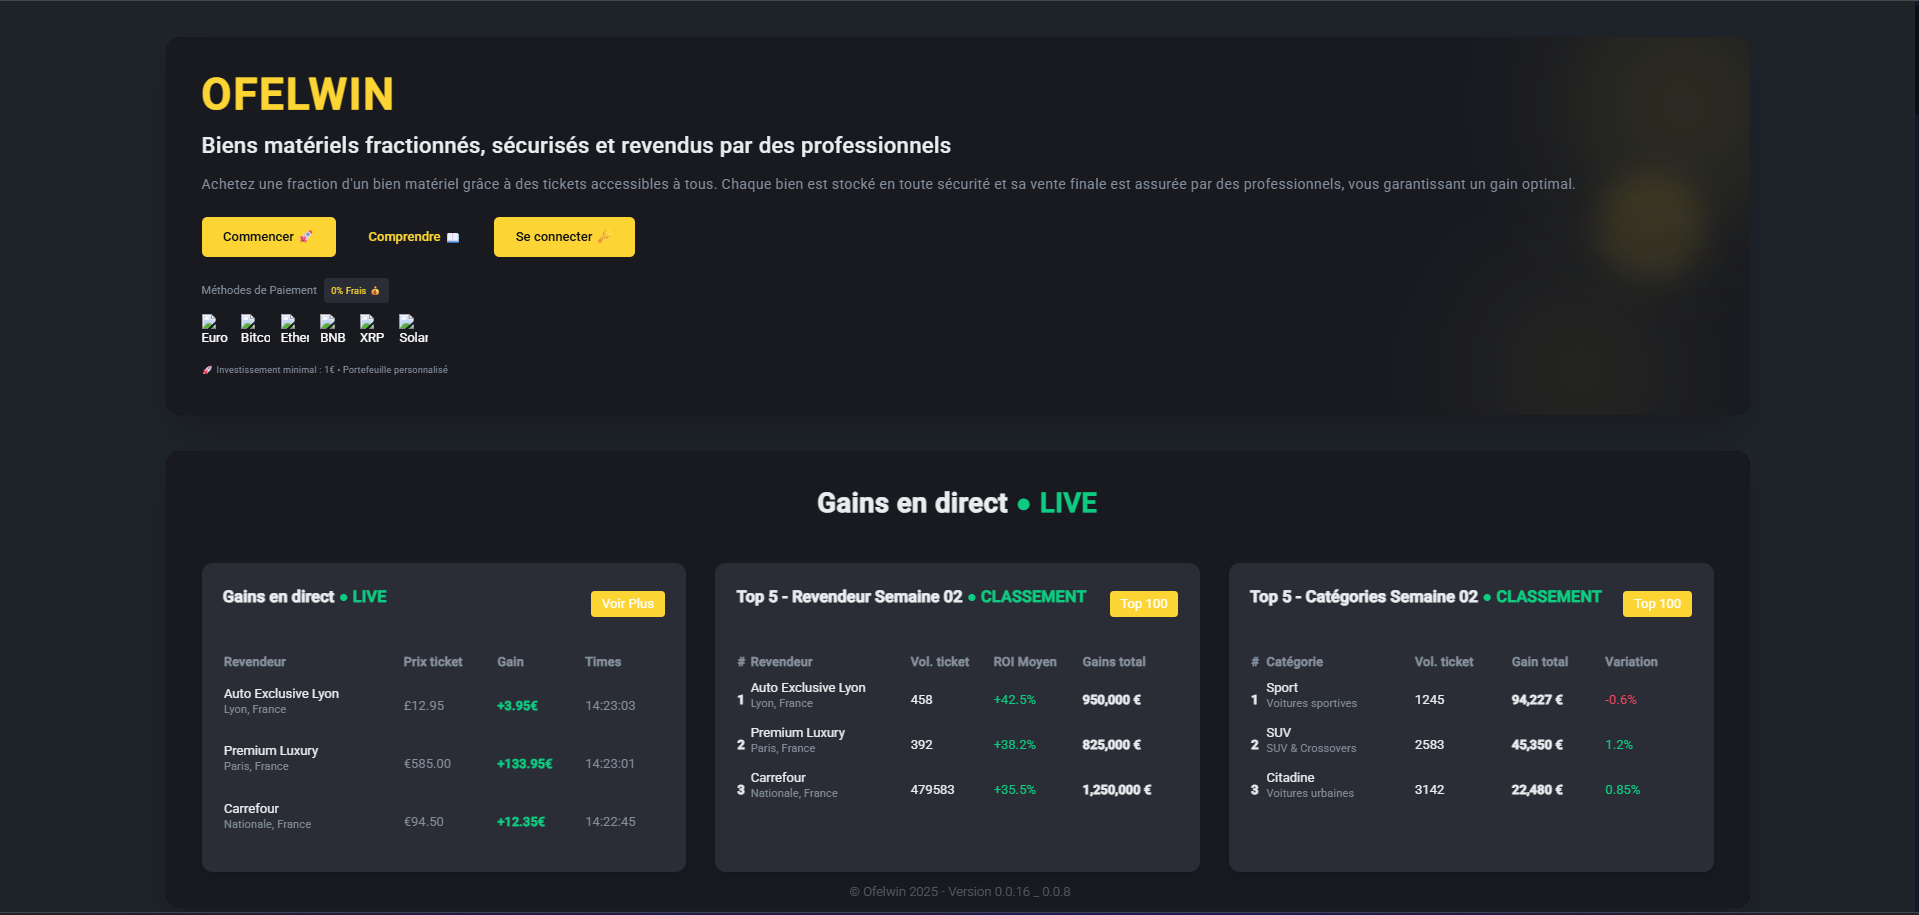 OFELWIN
Biens matériels fractionnés, sécurisés et revendus par des professionnels
Achetez une fraction d'un bien matériel grâce à des tickets accessibles à tous. Chaque bien est stocké en toute sécurité et sa vente finale est assurée par des professionnels, vous garantissant un gain optimal.
Commencer 🚀 Comprendre 📖 Se connecter 🔑
Méthodes de Paiement 0% Frais 💰
Euro Bitco Ether BNB XRP Solar
🚀 Investissement minimal : 1€ • Portefeuille personnalisé
Gains en direct ● LIVE
Gains en direct ● LIVE
Voir Plus
Revendeur Prix ticket Gain Times
Auto Exclusive Lyon
Lyon, France
£12.95 +3.95€ 14:23:03
Premium Luxury
Paris, France
€585.00 +133.95€ 14:23:01
Carrefour
Nationale, France
€94.50 +12.35€ 14:22:45
Top 5 - Revendeur Semaine 02 ● CLASSEMENT
Top 100
# Revendeur Vol. ticket ROI Moyen Gains total
1 Auto Exclusive Lyon
Lyon, France
458 +42.5% 950,000 €
2 Premium Luxury
Paris, France
392 +38.2% 825,000 €
3 Carrefour
Nationale, France
479583 +35.5% 1,250,000 €
Top 5 - Catégories Semaine 02 ● CLASSEMENT
Top 100
# Catégorie Vol. ticket Gain total Variation
1 Sport
Voitures sportives
1245 94,227 € -0.6%
2 SUV
SUV & Crossovers
2583 45,350 € 1.2%
3 Citadine
Voitures urbaines
3142 22,480 € 0.85%
© Ofelwin 2025 - Version 0.0.16 _ 0.0.8